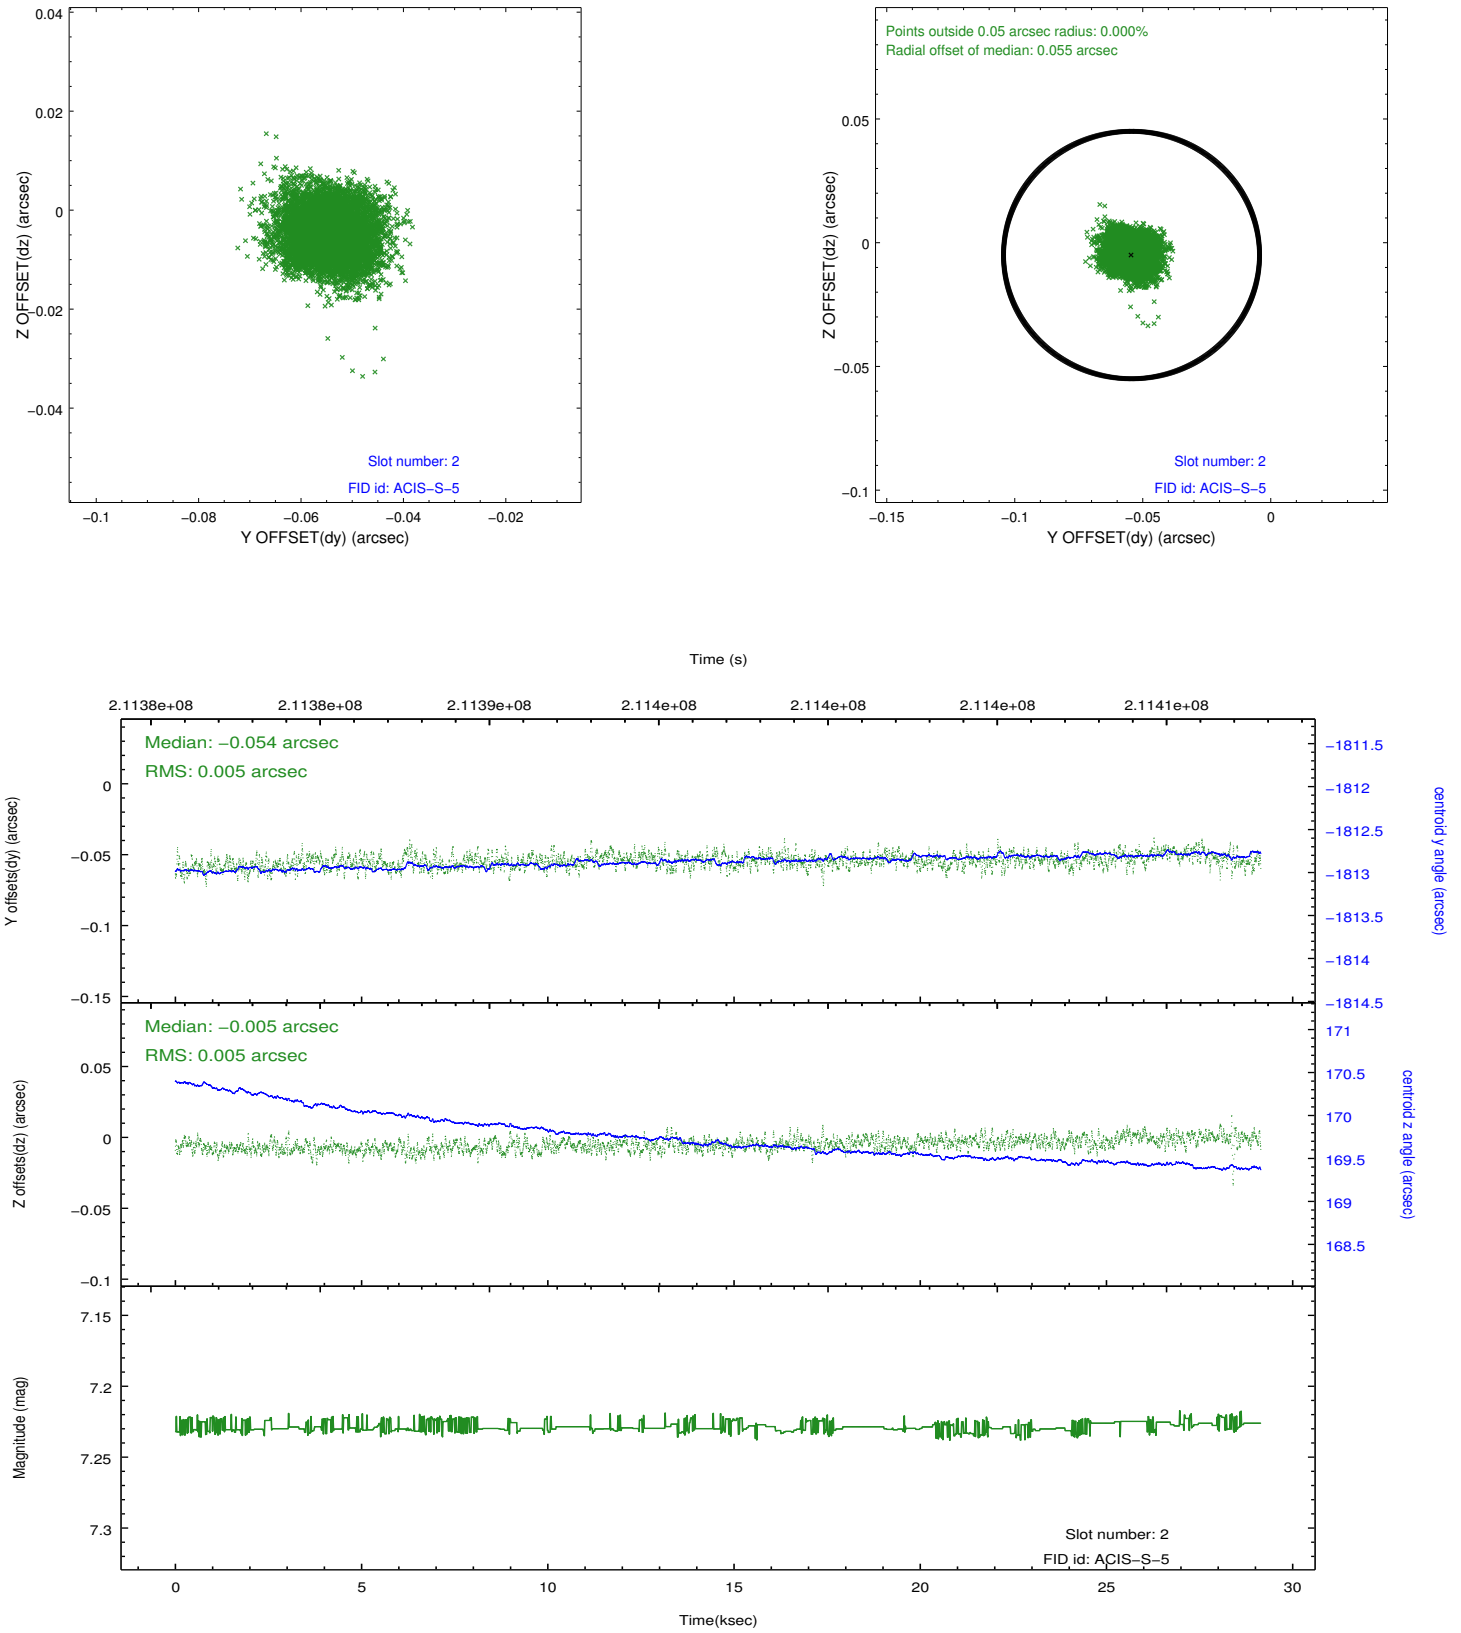 0.04
0.02
0
−0.02
−0.04
Z OFFSET(dz) (arcsec)
Slot number: 2
FID id: ACIS−S−5
−0.1
−0.08
−0.06
−0.04
−0.02
Y OFFSET(dy) (arcsec)
Points outside 0.05 arcsec radius: 0.000%
Radial offset of median: 0.055 arcsec
0.05
0
−0.05
−0.1
Z OFFSET(dz) (arcsec)
Slot number: 2
FID id: ACIS−S−5
−0.15
−0.1
−0.05
0
Y OFFSET(dy) (arcsec)
Time (s)
2.1138e+08
2.1138e+08
2.1139e+08
2.114e+08
2.114e+08
2.114e+08
2.1141e+08
Median: −0.054 arcsec
RMS: 0.005 arcsec
0
−0.05
−0.1
−0.15
Y offsets(dy) (arcsec)
−1811.5
−1812
−1812.5
−1813
−1813.5
−1814
−1814.5
centroid y angle (arcsec)
Median: −0.005 arcsec
RMS: 0.005 arcsec
0.05
0
−0.05
−0.1
Z offsets(dz) (arcsec)
171
170.5
170
169.5
169
168.5
centroid z angle (arcsec)
7.15
7.2
7.25
7.3
Magnitude (mag)
Slot number: 2
FID id: ACIS−S−5
0
5
10
15
20
25
30
Time(ksec)